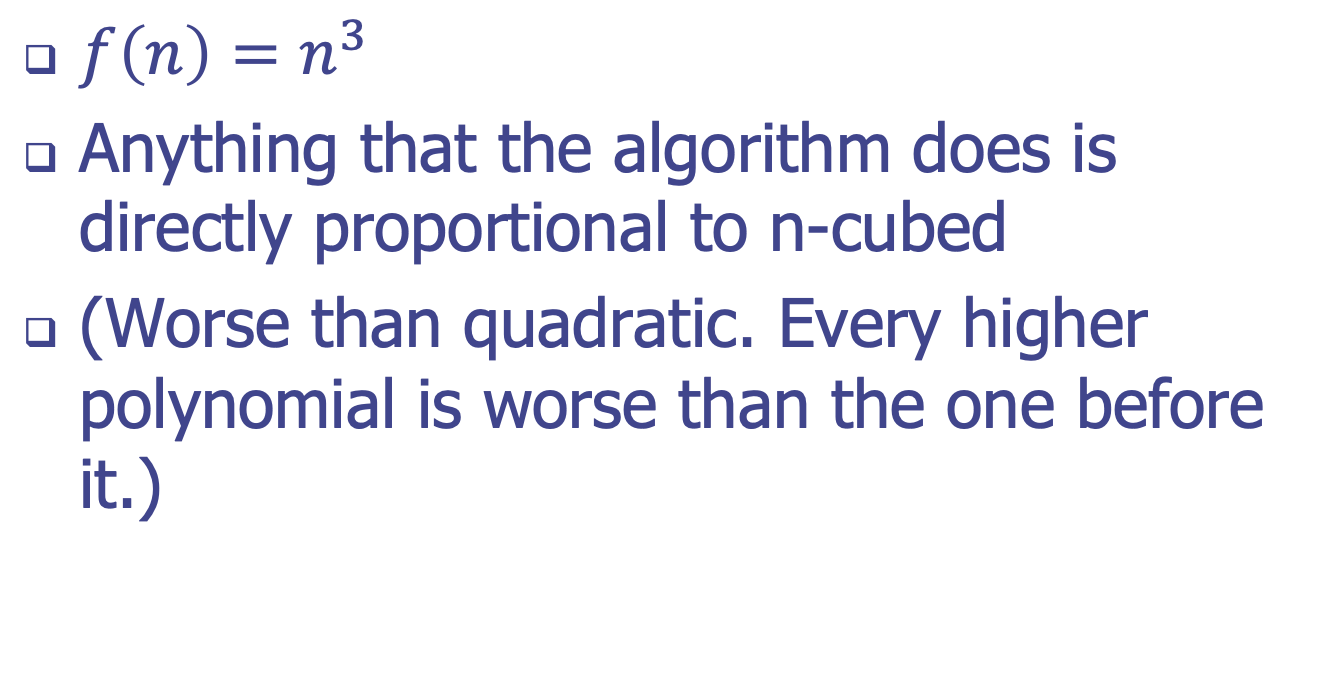 ❑ f(n) = n³
❑ Anything that the algorithm does is
directly proportional to n-cubed
❑ (Worse than quadratic. Every higher
polynomial is worse than the one before
it.)